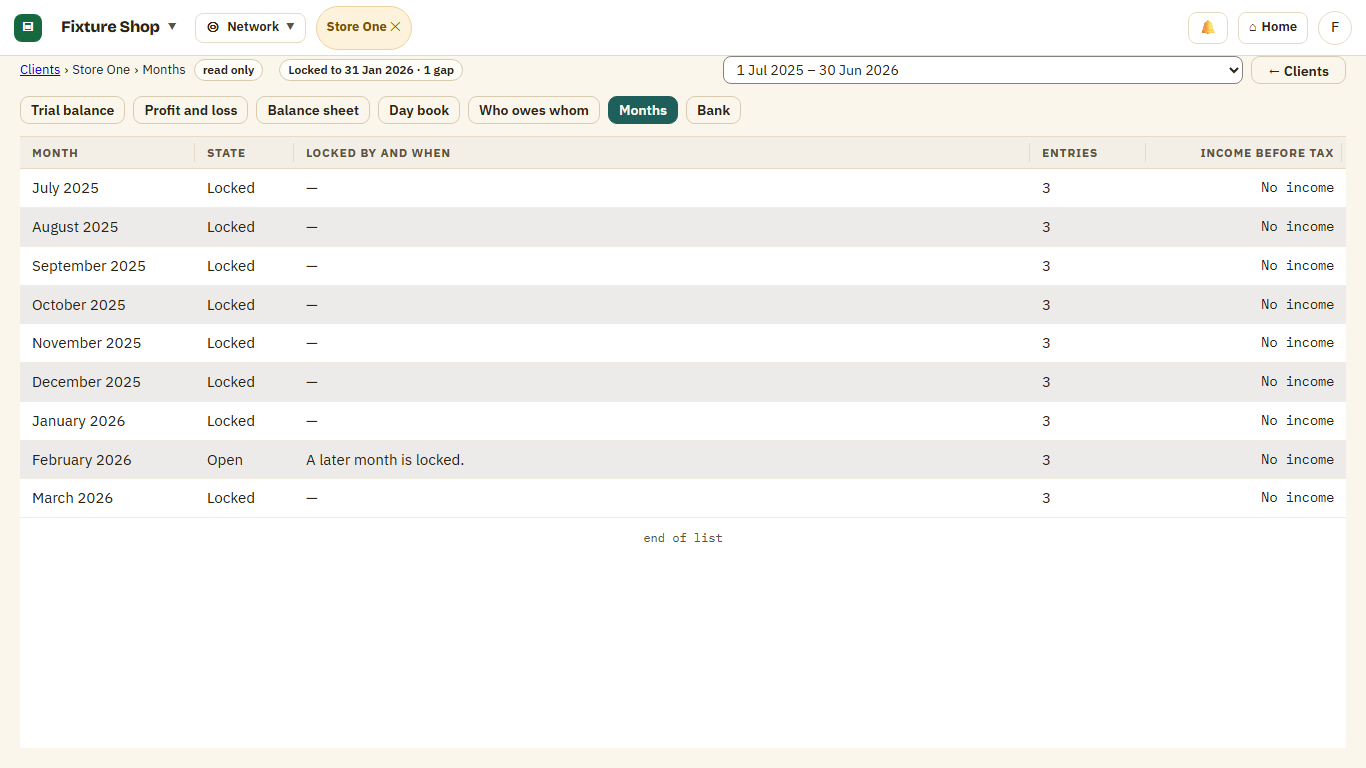 Fixture Shop ▼ Network ▼ Store One × Home F
Clients › Store One › Months read only Locked to 31 Jan 2026 · 1 gap 1 Jul 2025 – 30 Jun 2026 ← Clients
Trial balance Profit and loss Balance sheet Day book Who owes whom Months Bank
MONTH STATE LOCKED BY AND WHEN ENTRIES INCOME BEFORE TAX
July 2025 Locked — 3 No income
August 2025 Locked — 3 No income
September 2025 Locked — 3 No income
October 2025 Locked — 3 No income
November 2025 Locked — 3 No income
December 2025 Locked — 3 No income
January 2026 Locked — 3 No income
February 2026 Open A later month is locked. 3 No income
March 2026 Locked — 3 No income
end of list